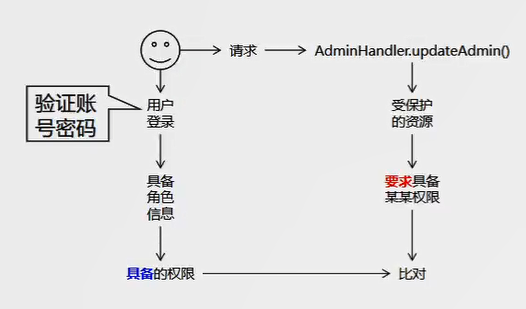 请求
AdminHandler.updateAdmin()
验证账
号密码
用户
登录
受保护
的资源
具备
角色
信息
要求具备
某某权限
具备的权限
比对